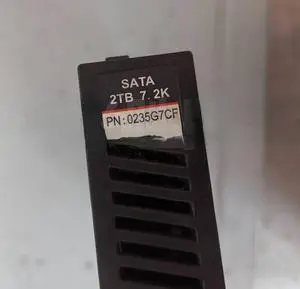 SATA
2TB 7.2K
PN:0235G7CF